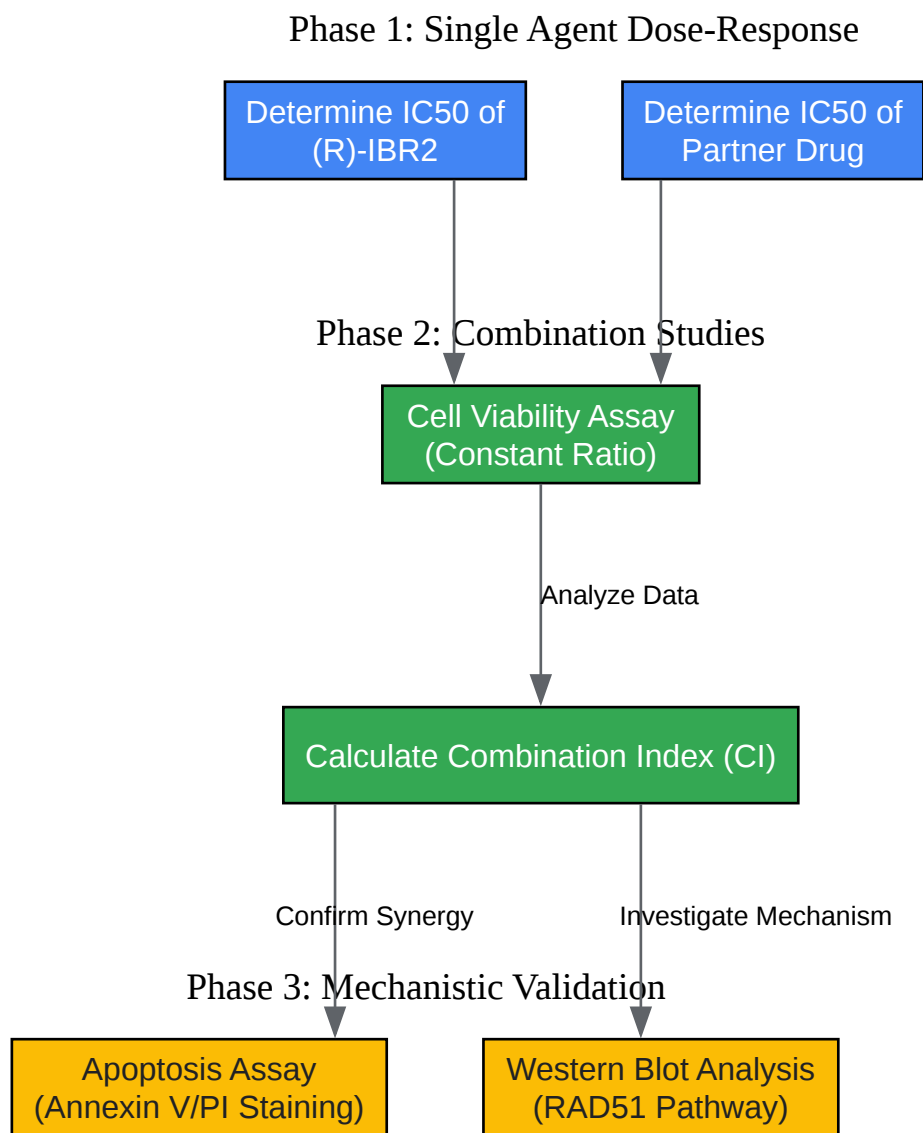 Phase 1: Single Agent Dose-Response
Determine IC50 of
(R)-IBR2
Determine IC50 of
Partner Drug
Phase 2: Combination Studies
Cell Viability Assay
(Constant Ratio)
Analyze Data
Calculate Combination Index (CI)
Confirm Synergy
Investigate Mechanism
Phase 3: Mechanistic Validation
Apoptosis Assay
(Annexin V/PI Staining)
Western Blot Analysis
(RAD51 Pathway)